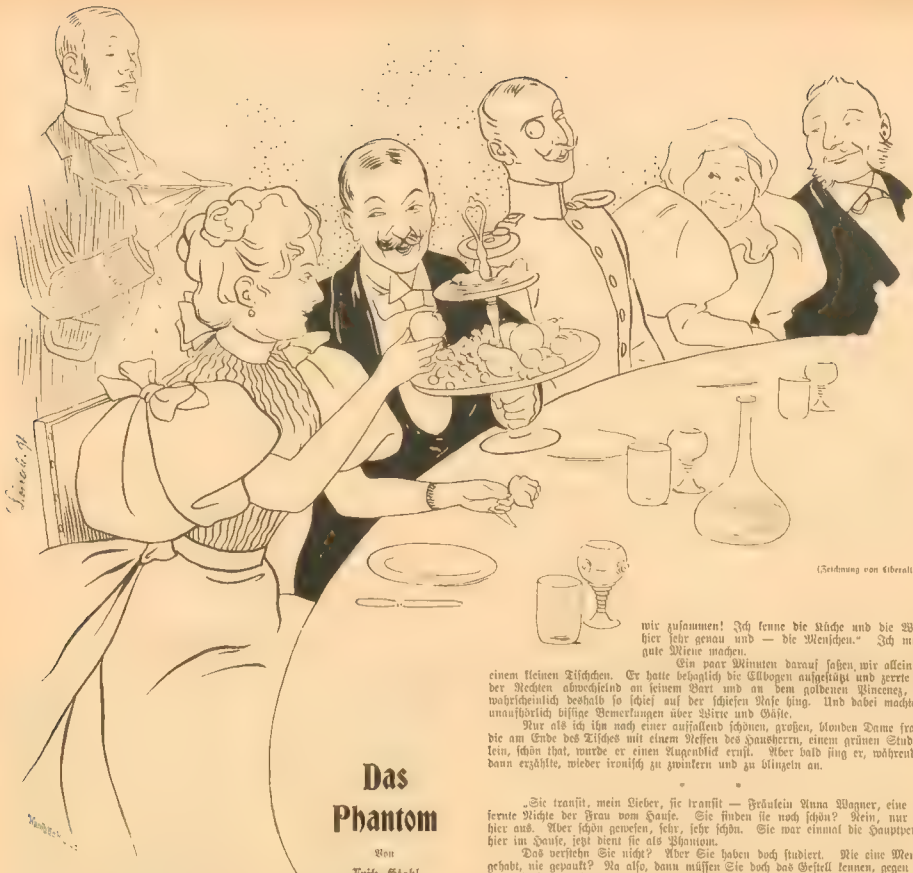 (Zeichnung von
wir zusammen! Ich kenne die Küche und die
hier sehr genau und — die Menschen.“ Ich
gute Miene machen.
Ein paar Minuten darauf saßen wir allein
einem kleinen Tischchen. Er hatte behaglich die Ellbogen aufgestützt und zerrte
der Rechten abwechselnd an seinem Bart und an dem goldenen Pincenez,
wahrscheinlich deshalb so schief auf der schiefen Nase hing. Und dabei machte
unaufhörlich bissige Bemerkungen über Wirte und Gäste.
Nur als ich ihn nach einer auffallend schönen, großen, blonden Dame
die am Ende des Tisches mit einem Neffen des Hausherrn, einem grünen
lein, schön that, wurde er einen Augenblick ernst. Aber bald fing er,
dann erzählte, wieder ironisch zu zwinkern und zu blinzeln an.
Das
Phantom
Von
„Sic transit, mein Lieber, sic transit — Fräulein Anna Wagner, eine
fernte Nichte der Frau vom Hause. Sie finden sie noch schön? Nein, nur
hier aus. Aber schön gewesen, sehr, sehr schön. Sie war einmal die
hier im Hause, jetzt dient sie als Phantom.
Das verstehn Sie nicht? Aber Sie haben doch studiert. Nie eine
gehabt, nie gepaukt? Na also, dann müssen Sie doch das Gestell kennen, gegen